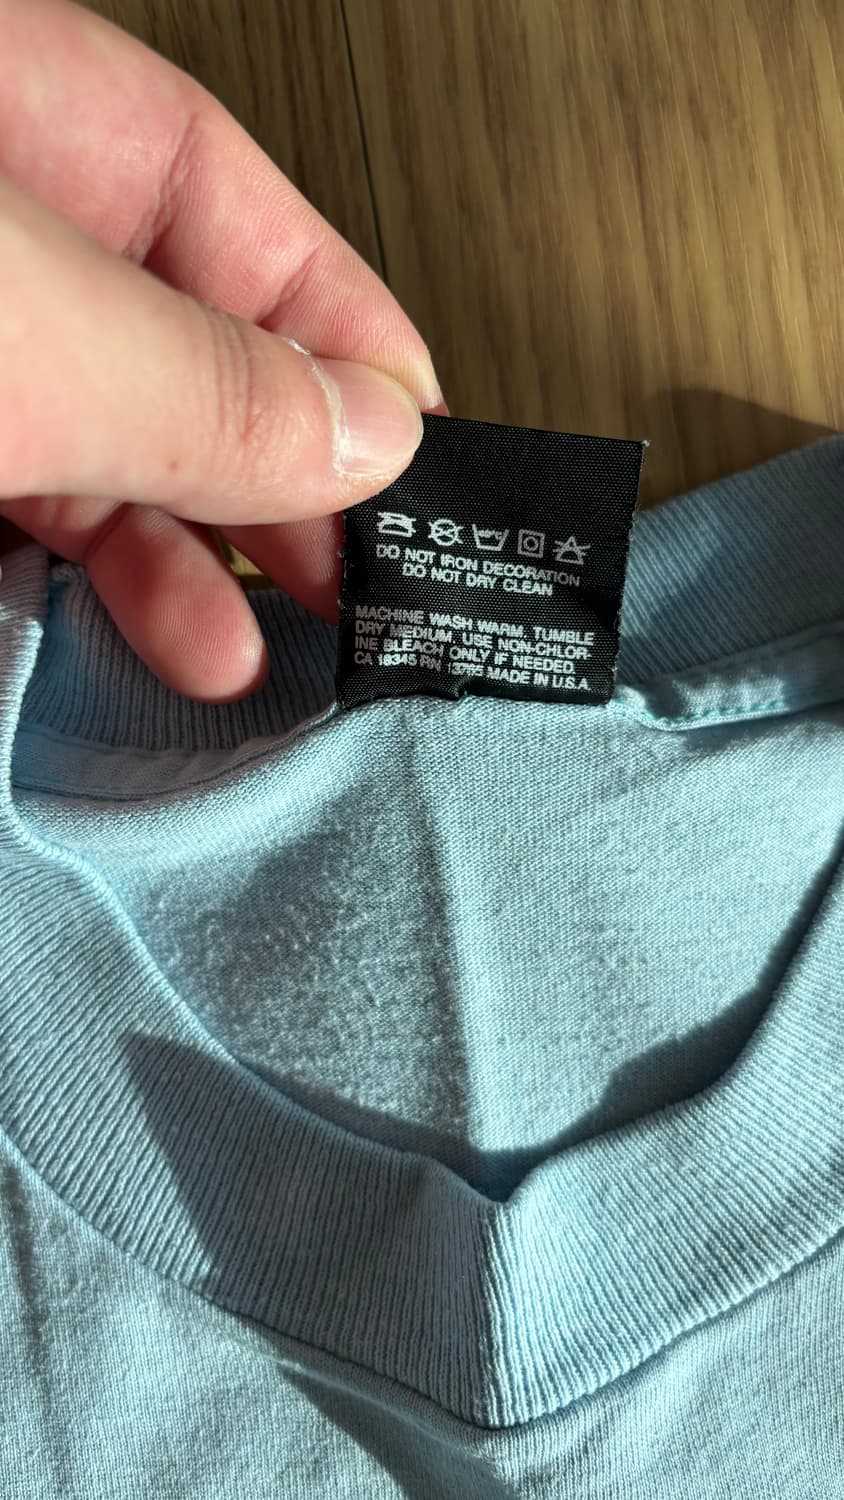 DO NOT IRON DECORATION
DO NOT DRY CLEAN
MACHINE WASH WARM. TUMBLE
DRY MEDIUM. USE NON-CHLOR-
INE BLEACH ONLY IF NEEDED.
CA 18345 RN MADE IN U.S.A.